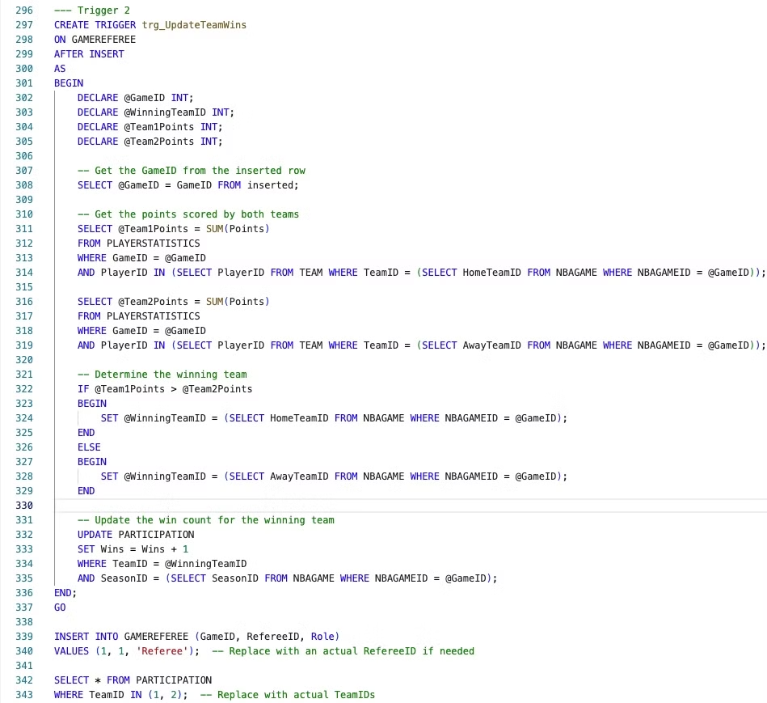 296 --- Trigger 2
297 CREATE TRIGGER trg_UpdateTeamWins
298 ON GAMEREFEREE
299 AFTER INSERT
300 AS
301 BEGIN
302 DECLARE @GameID INT;
303 DECLARE @WinningTeamID INT;
304 DECLARE @Team1Points INT;
305 DECLARE @Team2Points INT;
306
307 -- Get the GameID from the inserted row
308 SELECT @GameID = GameID FROM inserted;
309
310 -- Get the points scored by both teams
311 SELECT @Team1Points = SUM(Points)
312 FROM PLAYERSTATISTICS
313 WHERE GameID = @GameID
314 AND PlayerID IN (SELECT PlayerID FROM TEAM WHERE TeamID = (SELECT HomeTeamID FROM NBAGAME WHERE NBAGAMEID = @GameID));
315
316 SELECT @Team2Points = SUM(Points)
317 FROM PLAYERSTATISTICS
318 WHERE GameID = @GameID
319 AND PlayerID IN (SELECT PlayerID FROM TEAM WHERE TeamID = (SELECT AwayTeamID FROM NBAGAME WHERE NBAGAMEID = @GameID));
320
321 -- Determine the winning team
322 IF @Team1Points > @Team2Points
323 BEGIN
324 SET @WinningTeamID = (SELECT HomeTeamID FROM NBAGAME WHERE NBAGAMEID = @GameID);
325 END
326 ELSE
327 BEGIN
328 SET @WinningTeamID = (SELECT AwayTeamID FROM NBAGAME WHERE NBAGAMEID = @GameID);
329 END
330
331 -- Update the win count for the winning team
332 UPDATE PARTICIPATION
333 SET Wins = Wins + 1
334 WHERE TeamID = @WinningTeamID
335 AND SeasonID = (SELECT SeasonID FROM NBAGAME WHERE NBAGAMEID = @GameID);
336 END;
337 GO
338
339 INSERT INTO GAMEREFEREE (GameID, RefereeID, Role)
340 VALUES (1, 1, 'Referee'); -- Replace with an actual RefereeID if needed
341
342 SELECT * FROM PARTICIPATION
343 WHERE TeamID IN (1, 2); -- Replace with actual TeamIDs